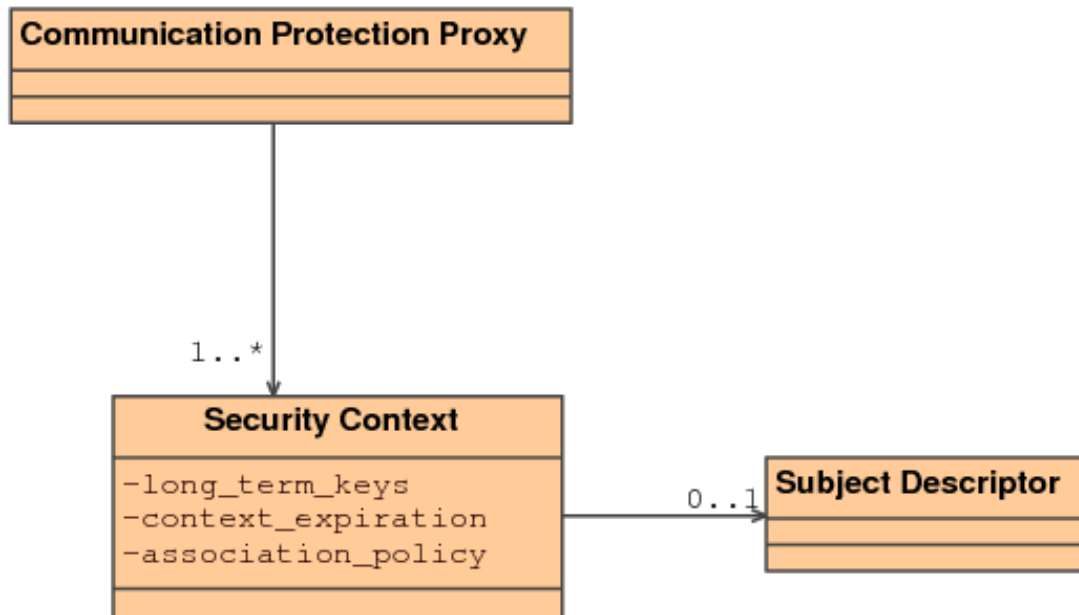 Communication Protection Proxy
1..*
Security Context
-long_term_keys
-context_expiration
-association_policy
0..1
Subject Descriptor